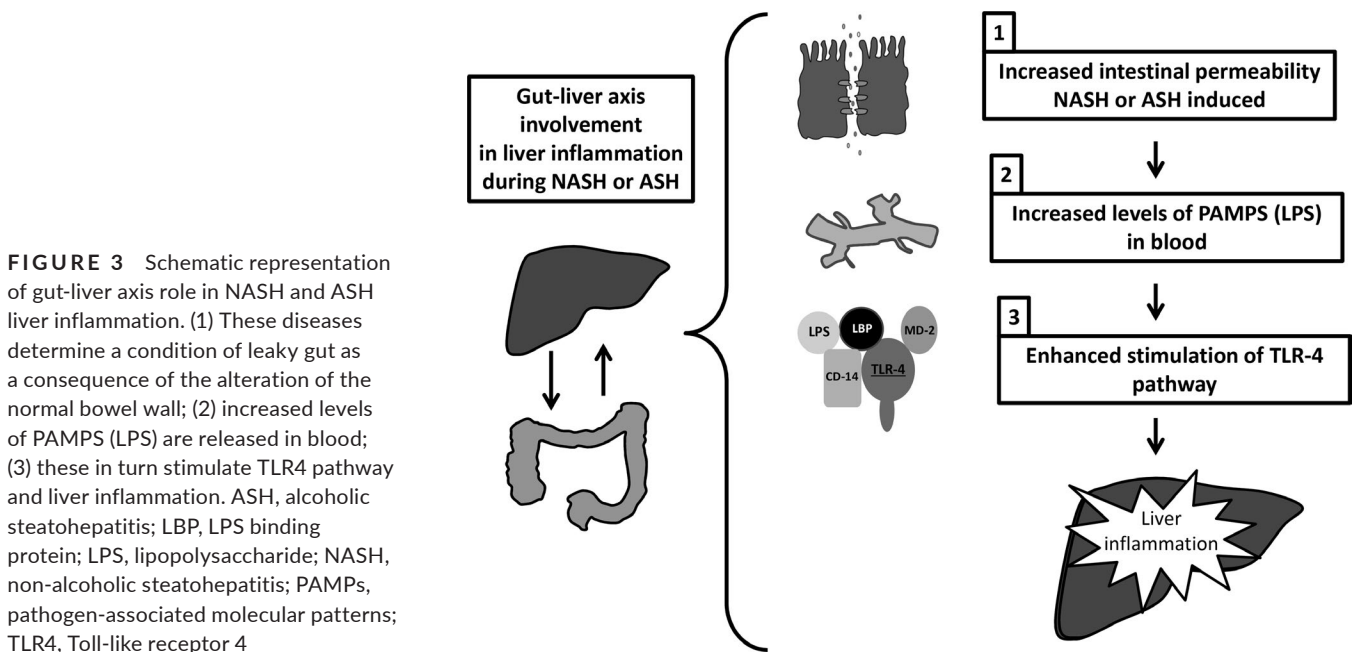 FIGURE 3 Schematic representation
of gut-liver axis role in NASH and ASH
liver inflammation. (1) These diseases
determine a condition of leaky gut as
a consequence of the alteration of the
normal bowel wall; (2) increased levels
of PAMPS (LPS) are released in blood;
(3) these in turn stimulate TLR4 pathway
and liver inflammation. ASH, alcoholic
steatohepatitis; LBP, LPS binding
protein; LPS, lipopolysaccharide; NASH,
non-alcoholic steatohepatitis; PAMPs,
pathogen-associated molecular patterns;
TLR4, Toll-like receptor 4
Gut-liver axis
involvement
in liver inflammation
during NASH or ASH
LPS
LBP
MD-2
CD-14
TLR-4
1
Increased intestinal permeability
NASH or ASH induced
2
Increased levels of PAMPS (LPS)
in blood
3
Enhanced stimulation of TLR-4
pathway
Liver
inflammation